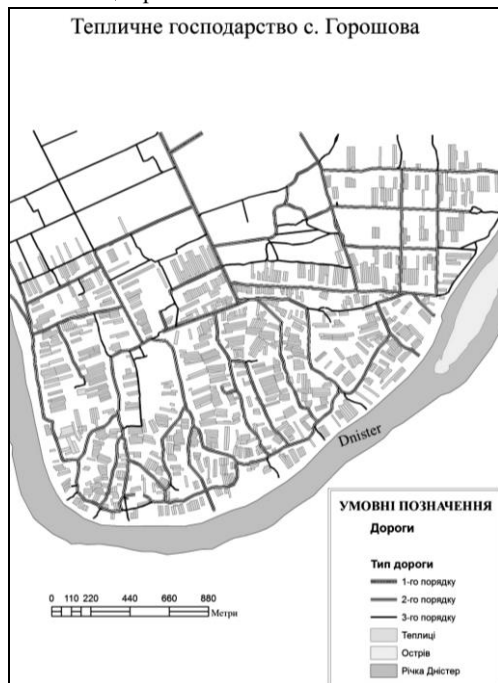 Тепличне господарство с. Горошова
Dnister
УМОВНІ ПОЗНАЧЕННЯ
Дороги
Тип дороги
1-го порядку
2-го порядку
3-го порядку
Теплиці
Острів
Річка Дністер
0 110 220 440 660 880
Метри